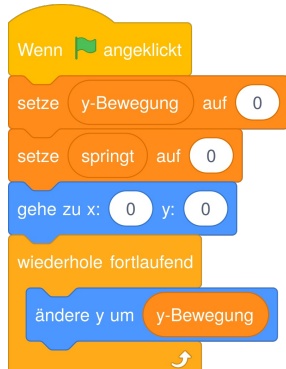 Wenn angeklickt
setze y-Bewegung auf 0
setze springt auf 0
gehe zu x: 0 y: 0
wiederhole fortlaufend
ändere y um y-Bewegung